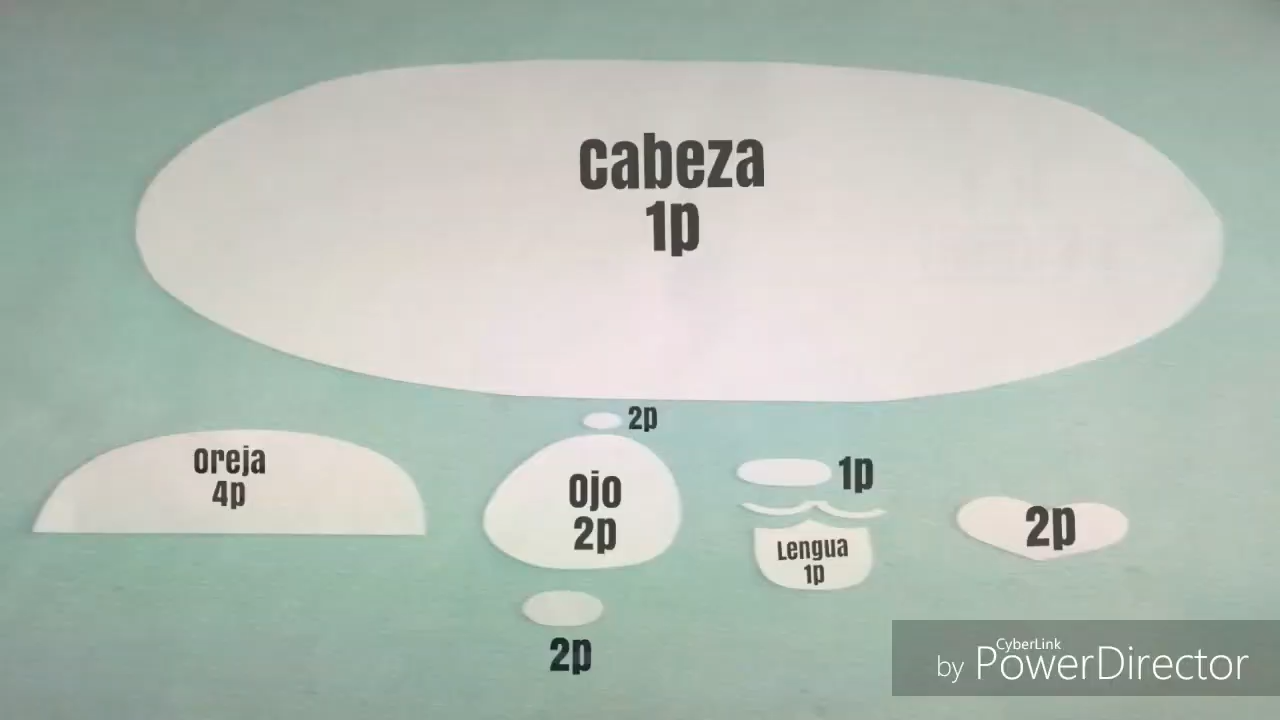 Cabeza
1p
2p
Oreja
4p
Ojo
2p
1p
Lengua
1p
2p
2p
CyberLink
by PowerDirector